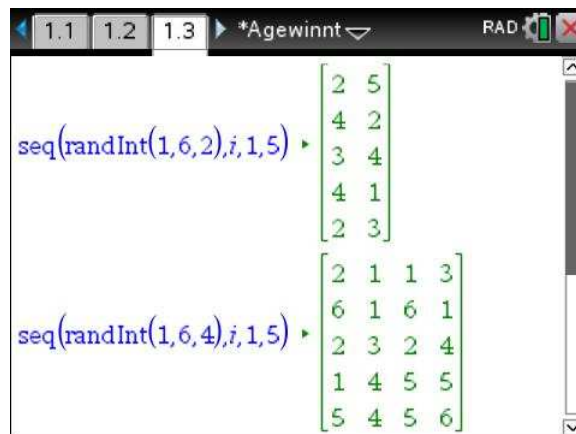 1.1 1.2 1.3 *Agewinnt RAD
seq(randInt(1,6,2),i,1,5) ▸ [2 5
4 2
3 4
4 1
2 3]
seq(randInt(1,6,4),i,1,5) ▸ [2 1 1 3
6 1 6 1
2 3 2 4
1 4 5 5
5 4 5 6]